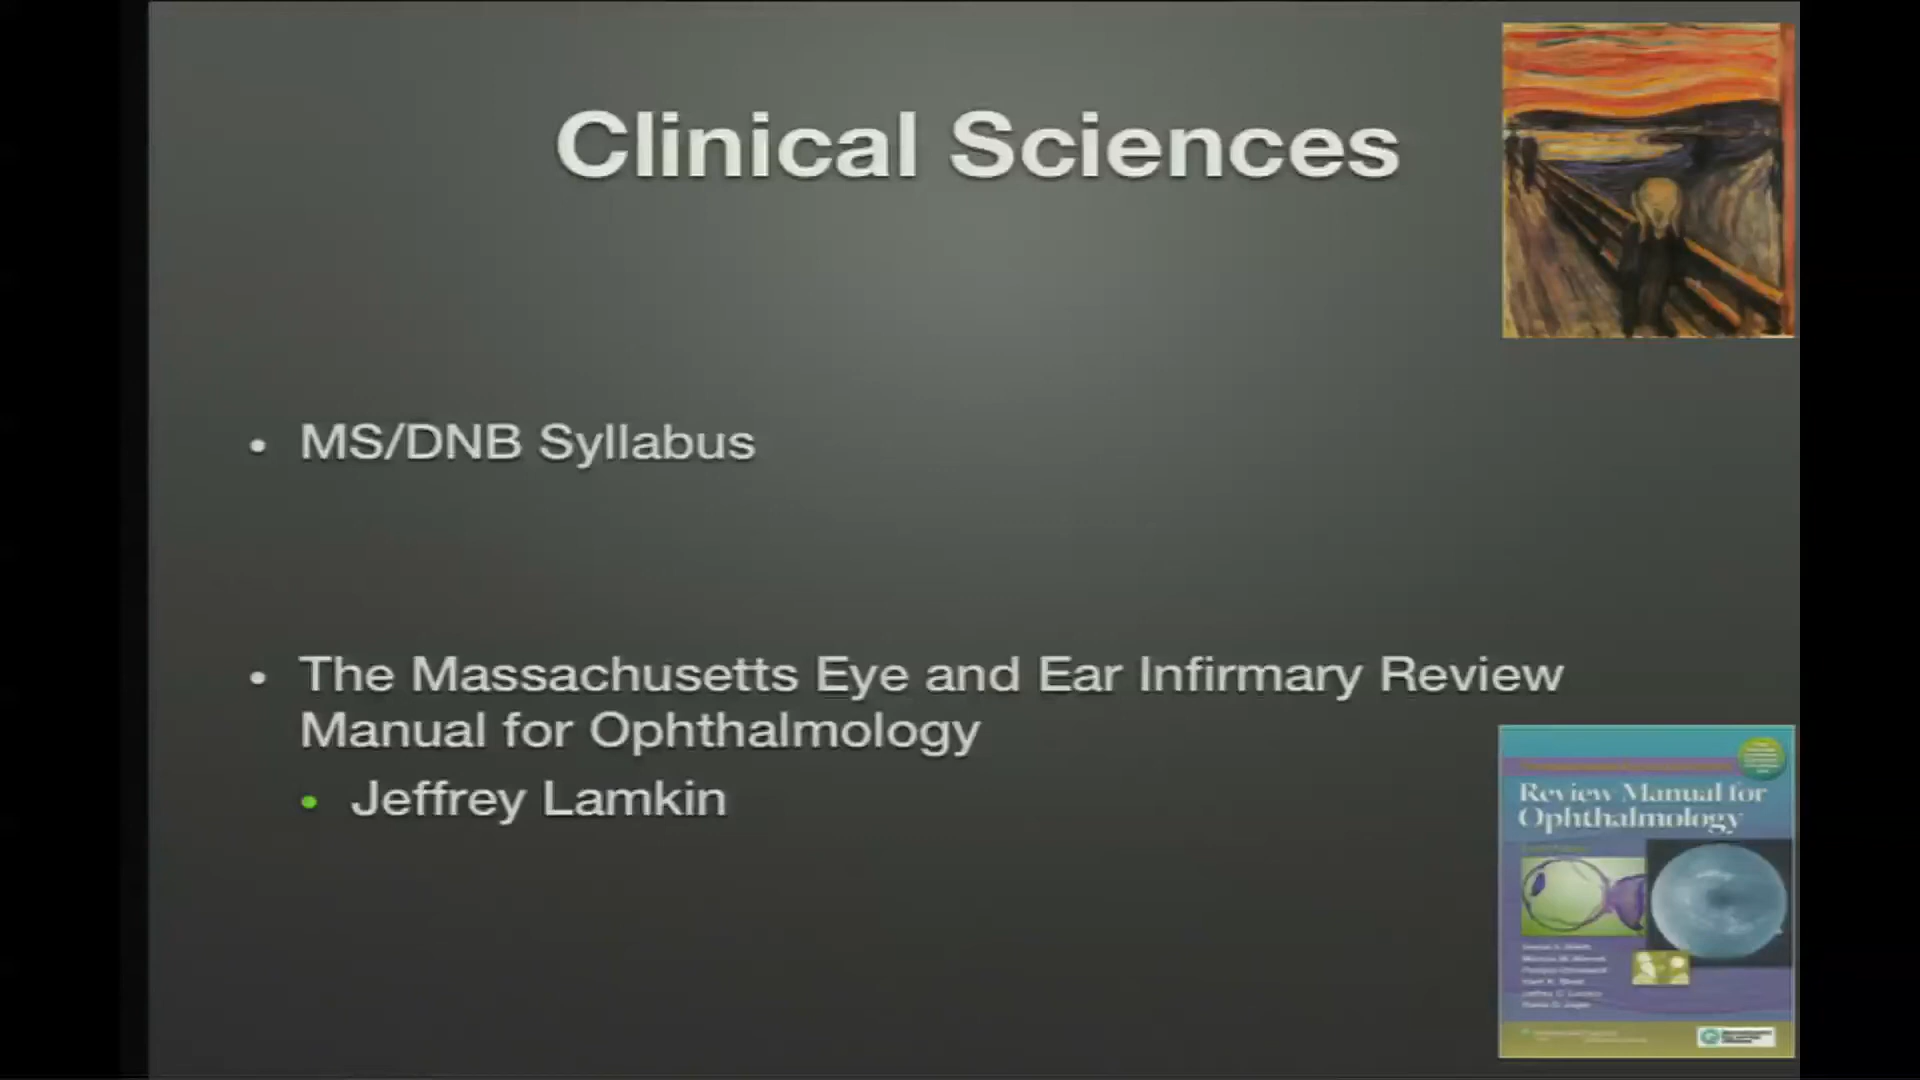 Clinical Sciences
• MS/DNB Syllabus
• The Massachusetts Eye and Ear Infirmary Review
Manual for Ophthalmology
• Jeffrey Lamkin
Review Manual for
Ophthalmology